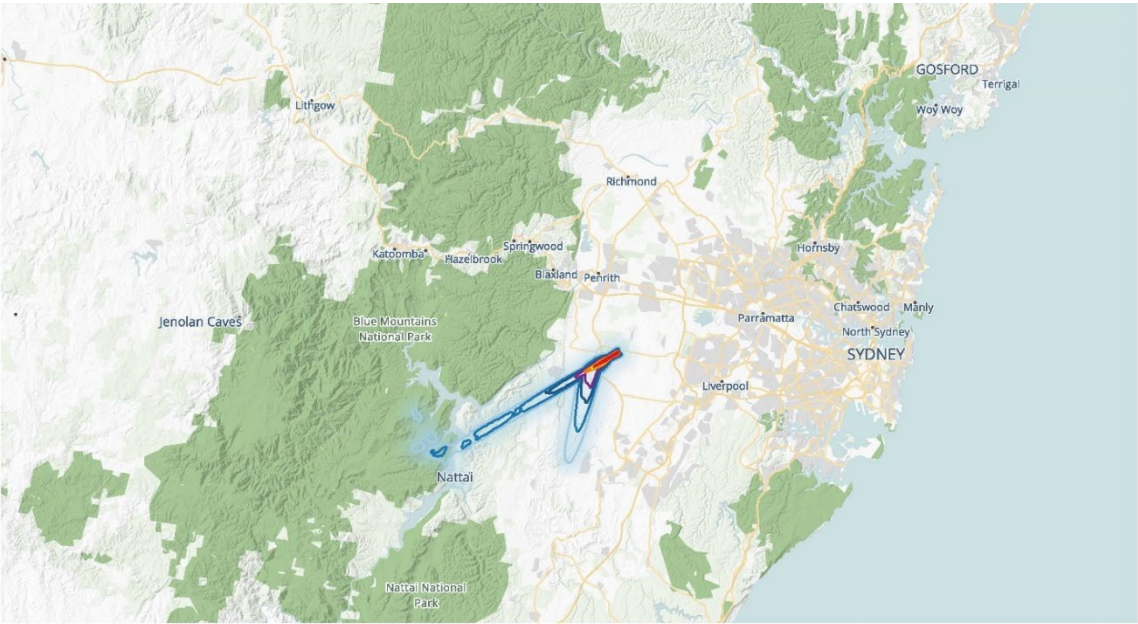 GOSFORD
Terrigal
Woy Woy
Lithgow
Richmond
Hornsby
Springwood
Katoomba
Hazelbrook
Blaxland
Penrith
Chatswood
Manly
Parramatta
Jenolan Caves
Blue Mountains
National Park
North Sydney
SYDNEY
Liverpool
Nattai
Nattai National
Park